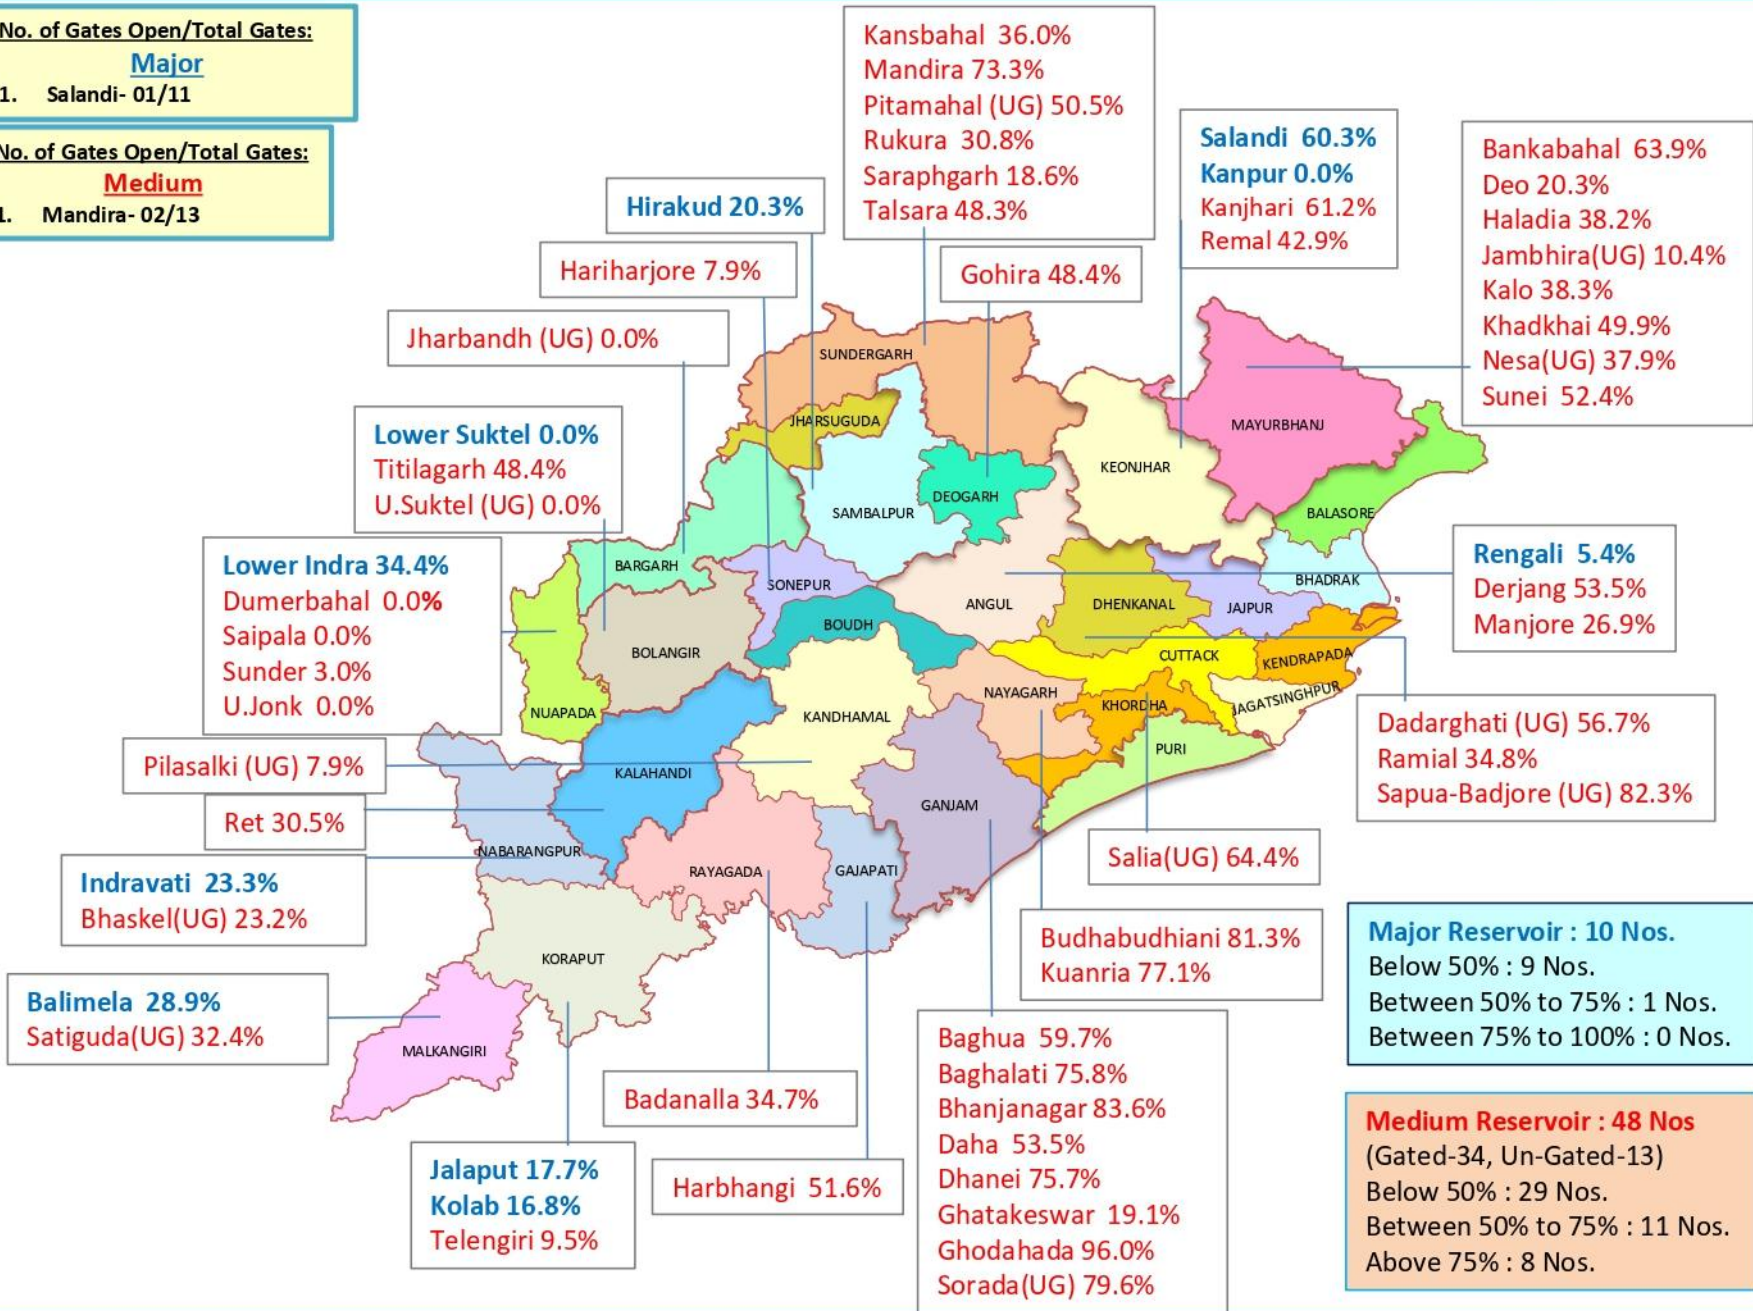 No. of Gates Open/Total Gates:
Major
1. Salandi- 01/11
No. of Gates Open/Total Gates:
Medium
1. Mandira- 02/13
Kansbahal 36.0%
Mandira 73.3%
Pitamahal (UG) 50.5%
Rukura 30.8%
Saraphgarh 18.6%
Talsara 48.3%
Salandi 60.3%
Kanpur 0.0%
Kanjhari 61.2%
Remal 42.9%
Bankabahal 63.9%
Deo 20.3%
Haladia 38.2%
Jambhira(UG) 10.4%
Kalo 38.3%
Khadkhai 49.9%
Nesa(UG) 37.9%
Sunei 52.4%
Hirakud 20.3%
Hariharjore 7.9%
Gohira 48.4%
Jharbandh (UG) 0.0%
Lower Suktel 0.0%
Titilagarh 48.4%
U.Suktel (UG) 0.0%
Lower Indra 34.4%
Dumerbahal 0.0%
Saipala 0.0%
Sunder 3.0%
U.Jonk 0.0%
Pilasalki (UG) 7.9%
Ret 30.5%
Indravati 23.3%
Bhaskel(UG) 23.2%
Balimela 28.9%
Satiguda(UG) 32.4%
Jalaput 17.7%
Kolab 16.8%
Telengiri 9.5%
Badanalla 34.7%
Harbhangi 51.6%
Baghua 59.7%
Baghalati 75.8%
Bhanjanagar 83.6%
Daha 53.5%
Dhanei 75.7%
Ghatakeswar 19.1%
Ghodahada 96.0%
Sorada(UG) 79.6%
Budhabudhiani 81.3%
Kuanria 77.1%
Salia(UG) 64.4%
Dadarghati (UG) 56.7%
Ramial 34.8%
Sapua-Badjore (UG) 82.3%
Rengali 5.4%
Derjang 53.5%
Manjore 26.9%
SUNDERGARH
JHARSUGUDA
SAMBALPUR
DEOGARH
KEONJHAR
MAYURBHANJ
BALASORE
BHADRAK
BARGARH
SONEPUR
ANGUL
DHENKANAL
JAJPUR
BOUDH
BOLANGIR
CUTTACK
KENDRAPADA
JAGATSINGHPUR
NUAPADA
KANDHAMAL
NAYAGARH
KHORDHA
PURI
KALAHANDI
GANJAM
NABARANGPUR
RAYAGADA
GAJAPATI
KORAPUT
MALKANGIRI
Major Reservoir : 10 Nos.
Below 50% : 9 Nos.
Between 50% to 75% : 1 Nos.
Between 75% to 100% : 0 Nos.
Medium Reservoir : 48 Nos
(Gated-34, Un-Gated-13)
Below 50% : 29 Nos.
Between 50% to 75% : 11 Nos.
Above 75% : 8 Nos.